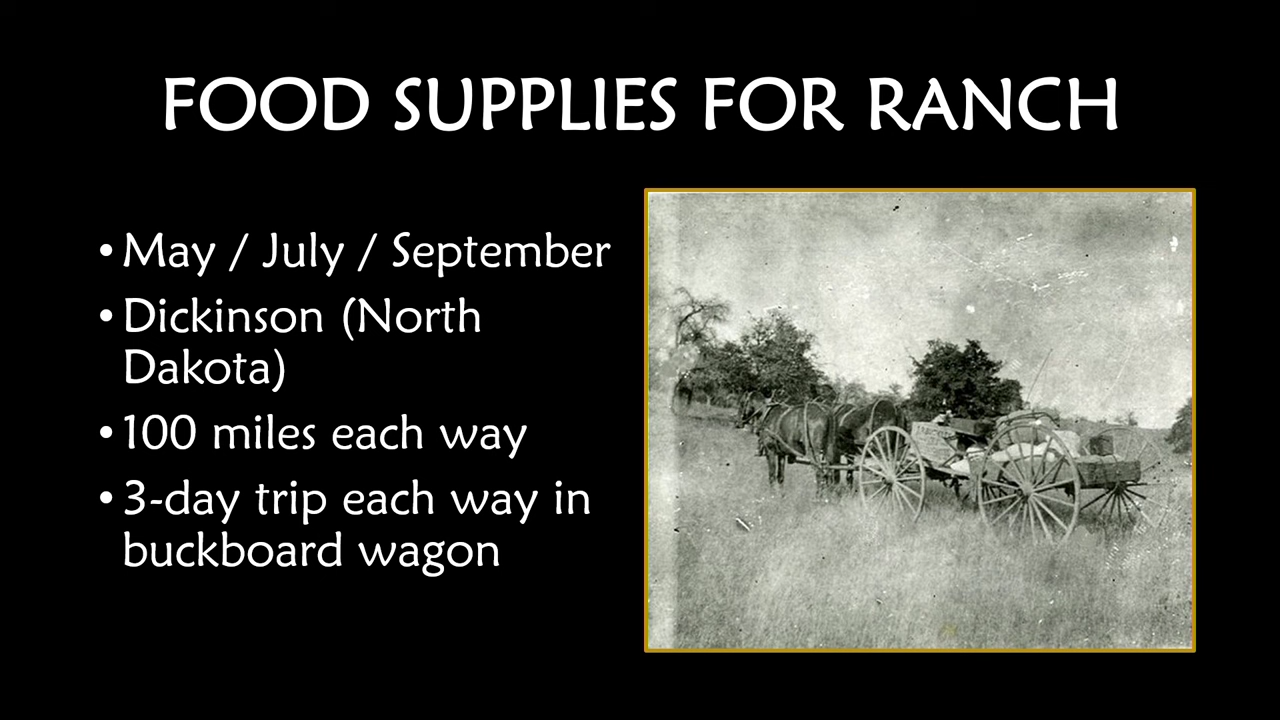 FOOD SUPPLIES FOR RANCH
• May / July / September
• Dickinson (North
Dakota)
• 100 miles each way
• 3-day trip each way in
buckboard wagon